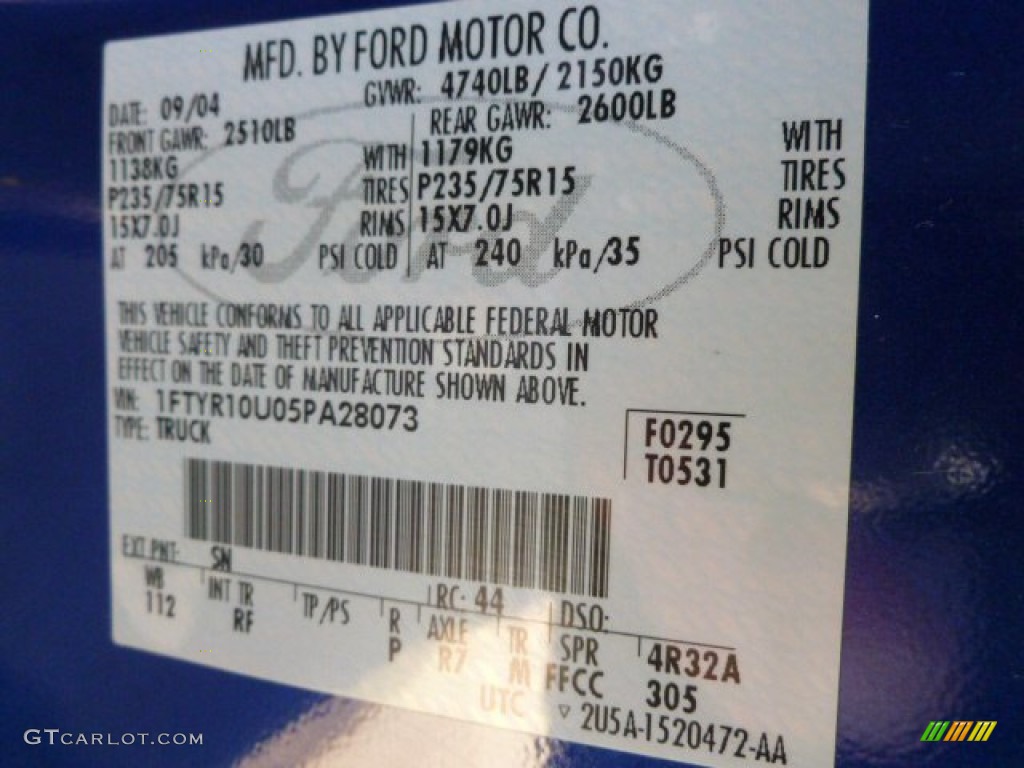 MFD. BY FORD MOTOR CO.
DATE: 09/04 GVWR: 4740LB/ 2150KG
FRONT GAWR: 2510LB REAR GAWR: 2600LB
1138KG WITH 1179KG WITH
P235/75R15 TIRES P235/75R15 TIRES
15X7.0J RIMS 15X7.0J RIMS
AT 205 kPa/30 PSI COLD AT 240 kPa/35 PSI COLD
Ford
THIS VEHICLE CONFORMS TO ALL APPLICABLE FEDERAL MOTOR
VEHICLE SAFETY AND THEFT PREVENTION STANDARDS IN
EFFECT ON THE DATE OF MANUFACTURE SHOWN ABOVE.
VIN: 1FTYR10U05PA28073
TYPE: TRUCK
F0295
T0531
EXT PNT: SN RC: 44 DSO:
WB INT TR TP/PS R AXLE TR SPR 4R32A
112 RF P R7 M FFCC 305
UTC ▽ 2U5A-1520472-AA
GTCARLOT.COM